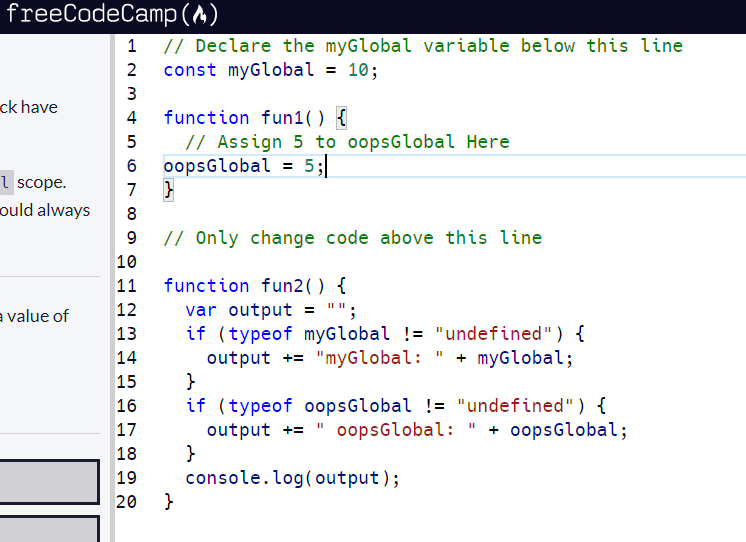 freeCodeCamp(🔥)
ck have
l scope.
ould always
a value of
1 // Declare the myGlobal variable below this line
2 const myGlobal = 10;
3
4 function fun1() {
5   // Assign 5 to oopsGlobal Here
6 oopsGlobal = 5;
7 }
8
9 // Only change code above this line
10
11 function fun2() {
12   var output = "";
13   if (typeof myGlobal != "undefined") {
14     output += "myGlobal: " + myGlobal;
15   }
16   if (typeof oopsGlobal != "undefined") {
17     output += " oopsGlobal: " + oopsGlobal;
18   }
19   console.log(output);
20 }